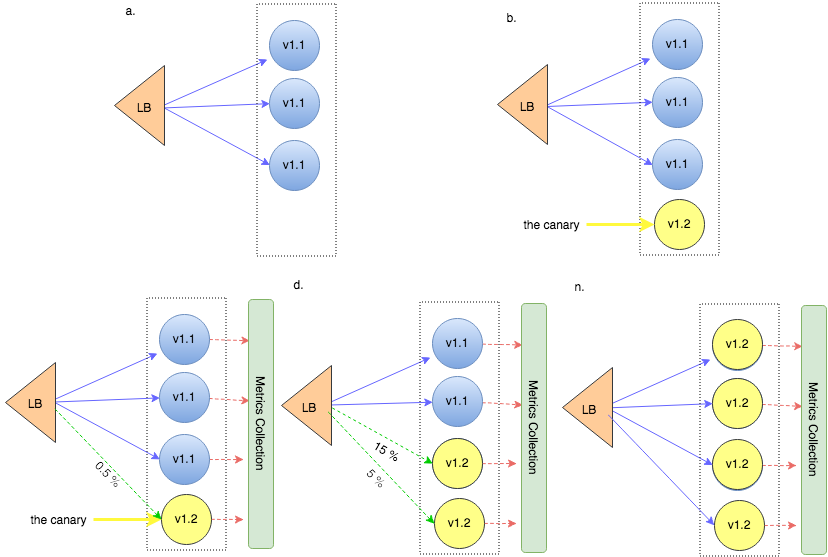 a.
LB
v1.1
v1.1
v1.1
b.
LB
v1.1
v1.1
v1.1
the canary
v1.2
LB
v1.1
v1.1
v1.1
0.5 %
the canary
v1.2
Metrics Collection
d.
LB
v1.1
v1.1
15 %
5 %
v1.2
v1.2
Metrics Collection
n.
LB
v1.2
v1.2
v1.2
v1.2
Metrics Collection